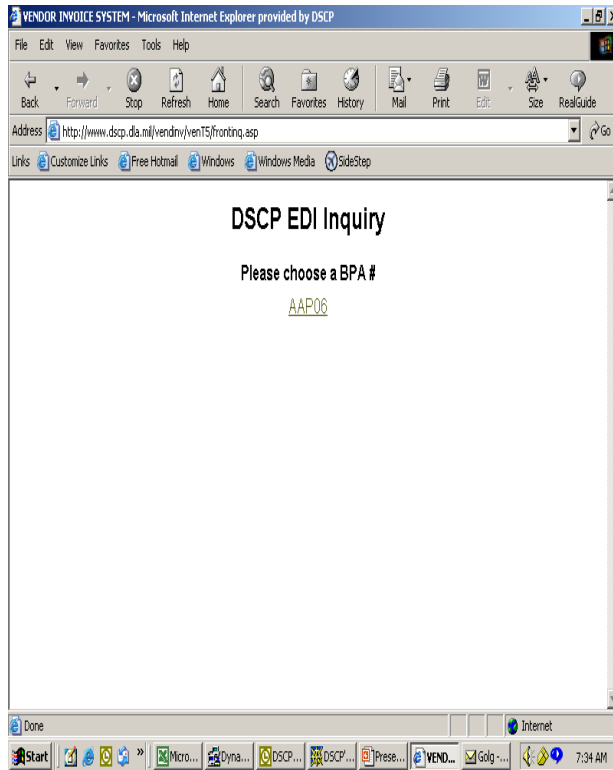 VENDOR INVOICE SYSTEM - Microsoft Internet Explorer provided by DSCP
File Edit View Favorites Tools Help
Back Forward Stop Refresh Home Search Favorites History Mail Print Edit Size RealGuide
Address http://www.dscp.dla.mil/vendinv/venT5/frontinq.asp Go
Links Customize Links Free Hotmail Windows Windows Media SideStep
DSCP EDI Inquiry
Please choose a BPA #
AAP06
Done Internet
Start » Micro... Dyna... DSCP... DSCP'... Prese... VEND... Golg -... 7:34 AM